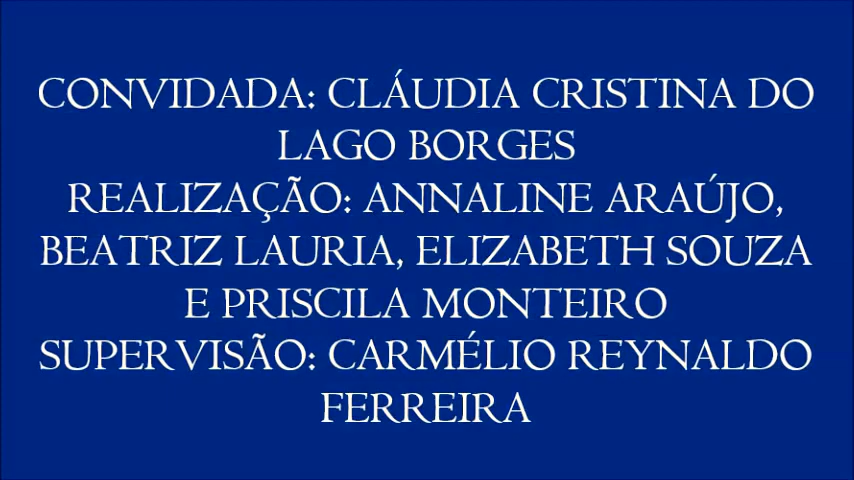 CONVIDADA: CLÁUDIA CRISTINA DO
LAGO BORGES
REALIZAÇÃO: ANNALINE ARAÚJO,
BEATRIZ LAURIA, ELIZABETH SOUZA
E PRISCILA MONTEIRO
SUPERVISÃO: CARMÉLIO REYNALDO
FERREIRA